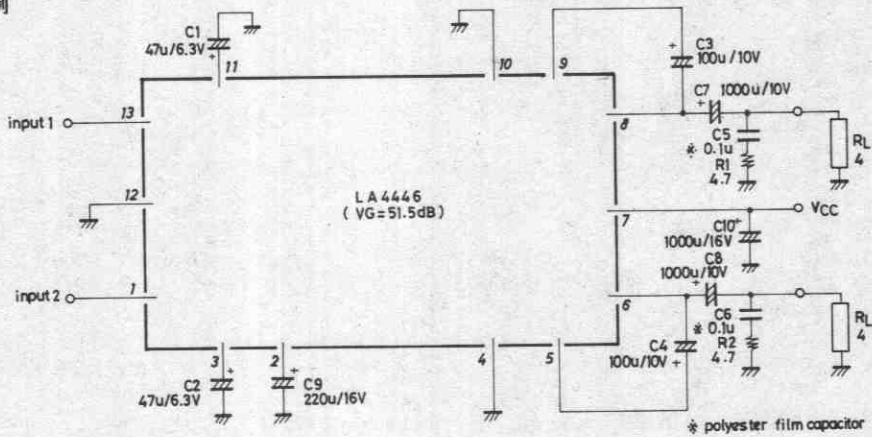 例]
C1
47u/6.3V
+
11
10
9
+
C3
100u/10V
C7 1000u/10V
+
input 1
13
8
C5
※ 0.1u
R1
4.7
RL
4
12
LA4446
( VG=51.5dB )
7
VCC
C10+
1000u/16V
C8
1000u/10V
+
input 2
1
6
C6
※ 0.1u
R2
4.7
RL
4
3
2
4
5
C4
100u/10V
+
C2
47u/6.3V
+
C9
220u/16V
+
※ polyester film capacitor